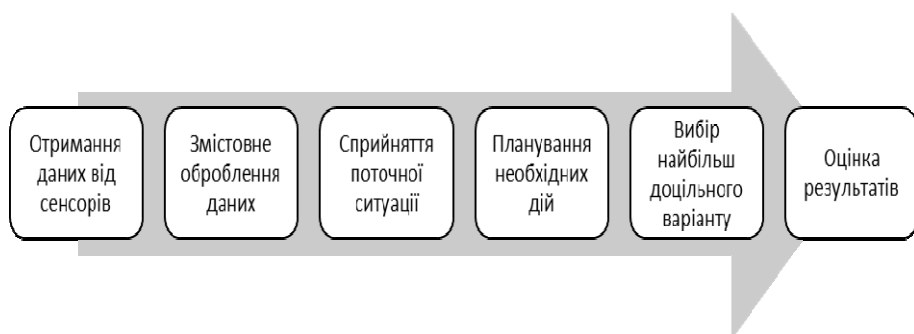 Отримання
даних від
сенсорів
Змістовне
оброблення
даних
Сприйняття
поточної
ситуації
Планування
необхідних
дій
Вибір
найбільш
доцільного
варіанту
Оцінка
результатів